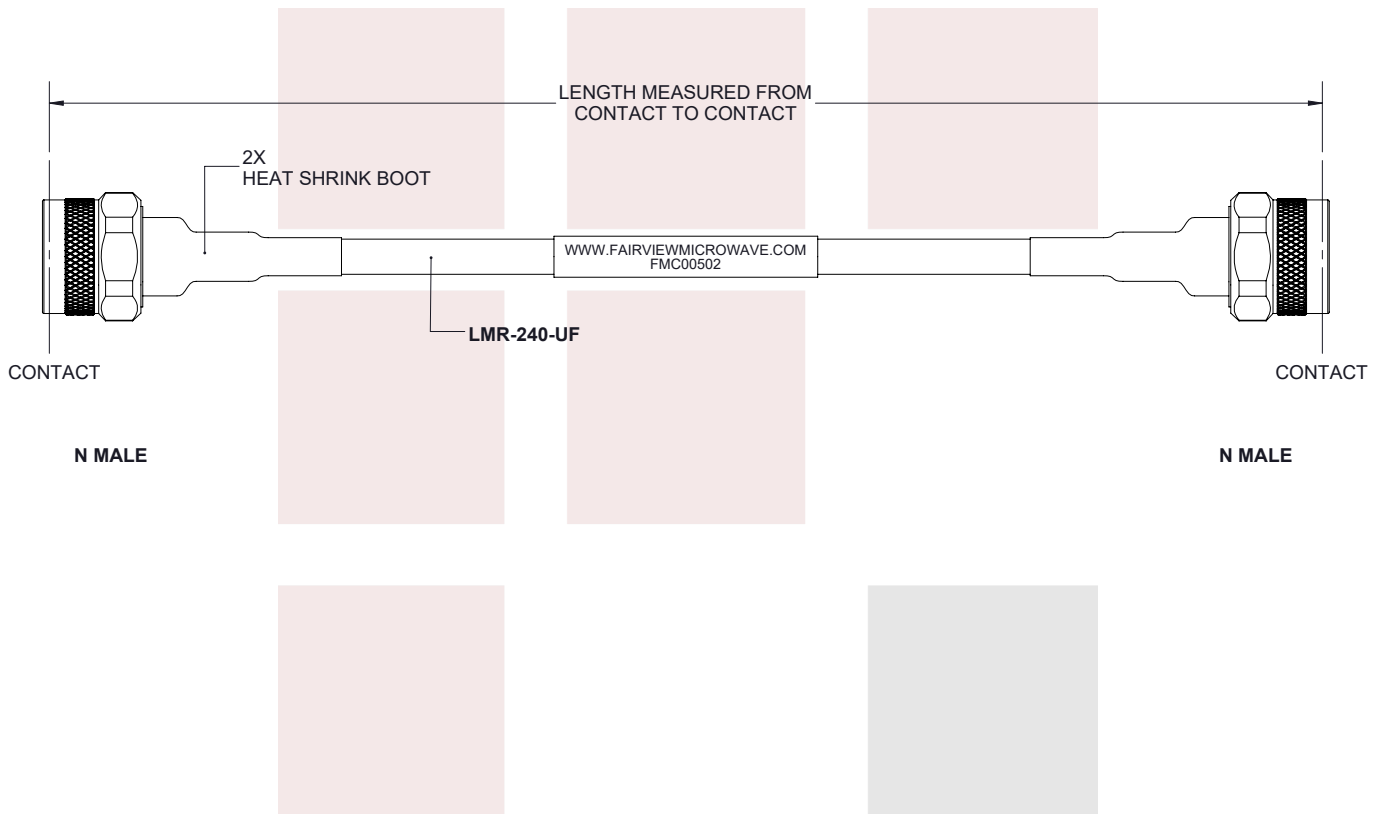 LENGTH MEASURED FROM
CONTACT TO CONTACT
2X
HEAT SHRINK BOOT
WWW.FAIRVIEWMICROWAVE.COM
FMC00502
LMR-240-UF
CONTACT
CONTACT
N MALE
N MALE